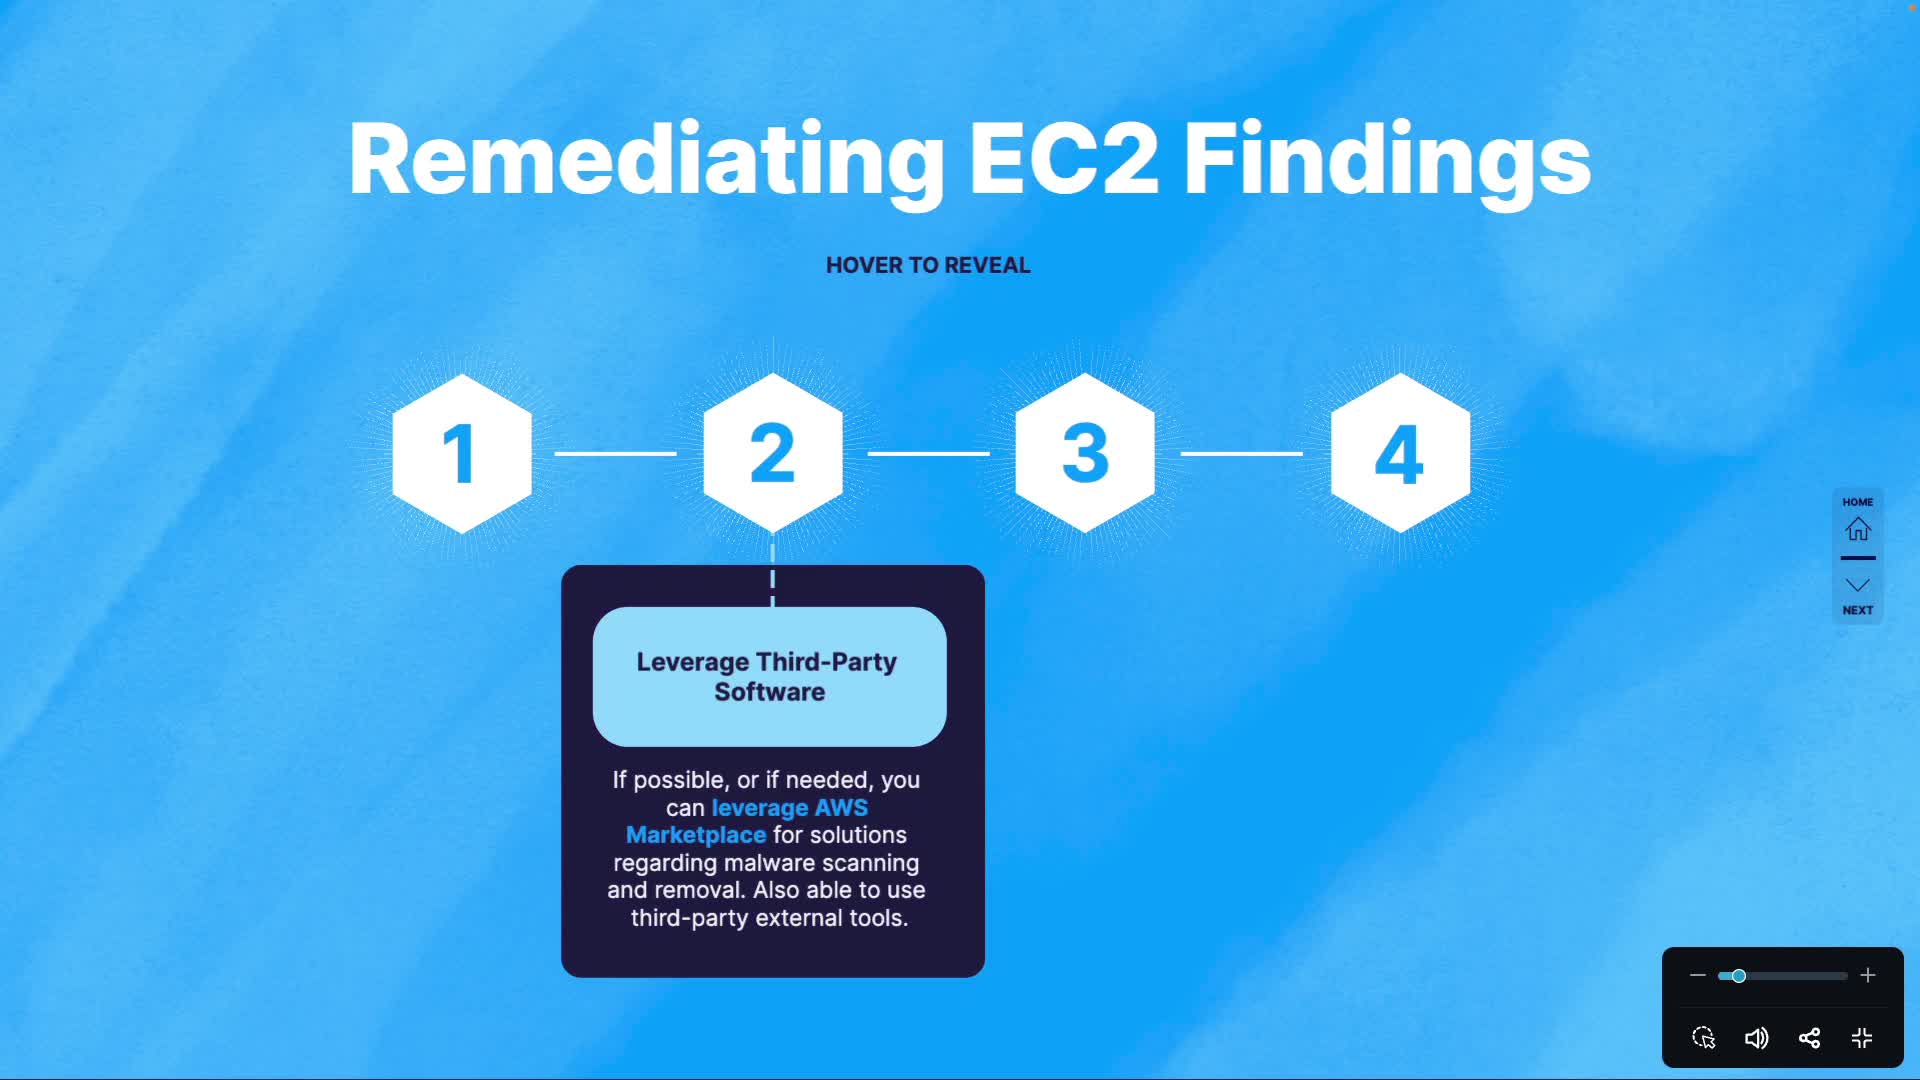 Remediating EC2 Findings
HOVER TO REVEAL
1
2
3
4
HOME
NEXT
Leverage Third-Party
Software
If possible, or if needed, you
can leverage AWS
Marketplace for solutions
regarding malware scanning
and removal. Also able to use
third-party external tools.